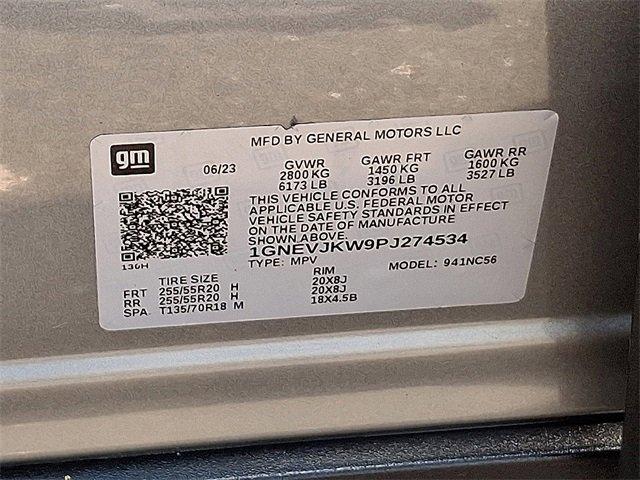 MFD BY GENERAL MOTORS LLC
gm
06/23
GVWR GAWR FRT GAWR RR
2800 KG 1450 KG 1600 KG
6173 LB 3196 LB 3527 LB
THIS VEHICLE CONFORMS TO ALL
APPLICABLE U.S. FEDERAL MOTOR
VEHICLE SAFETY STANDARDS IN EFFECT
ON THE DATE OF MANUFACTURE
SHOWN ABOVE.
1GNEVJKW9PJ274534
136H
TYPE: MPV MODEL: 941NC56
TIRE SIZE RIM
FRT 255/55R20 H 20X8J
RR 255/55R20 H 20X8J
SPA T135/70R18 M 18X4.5B